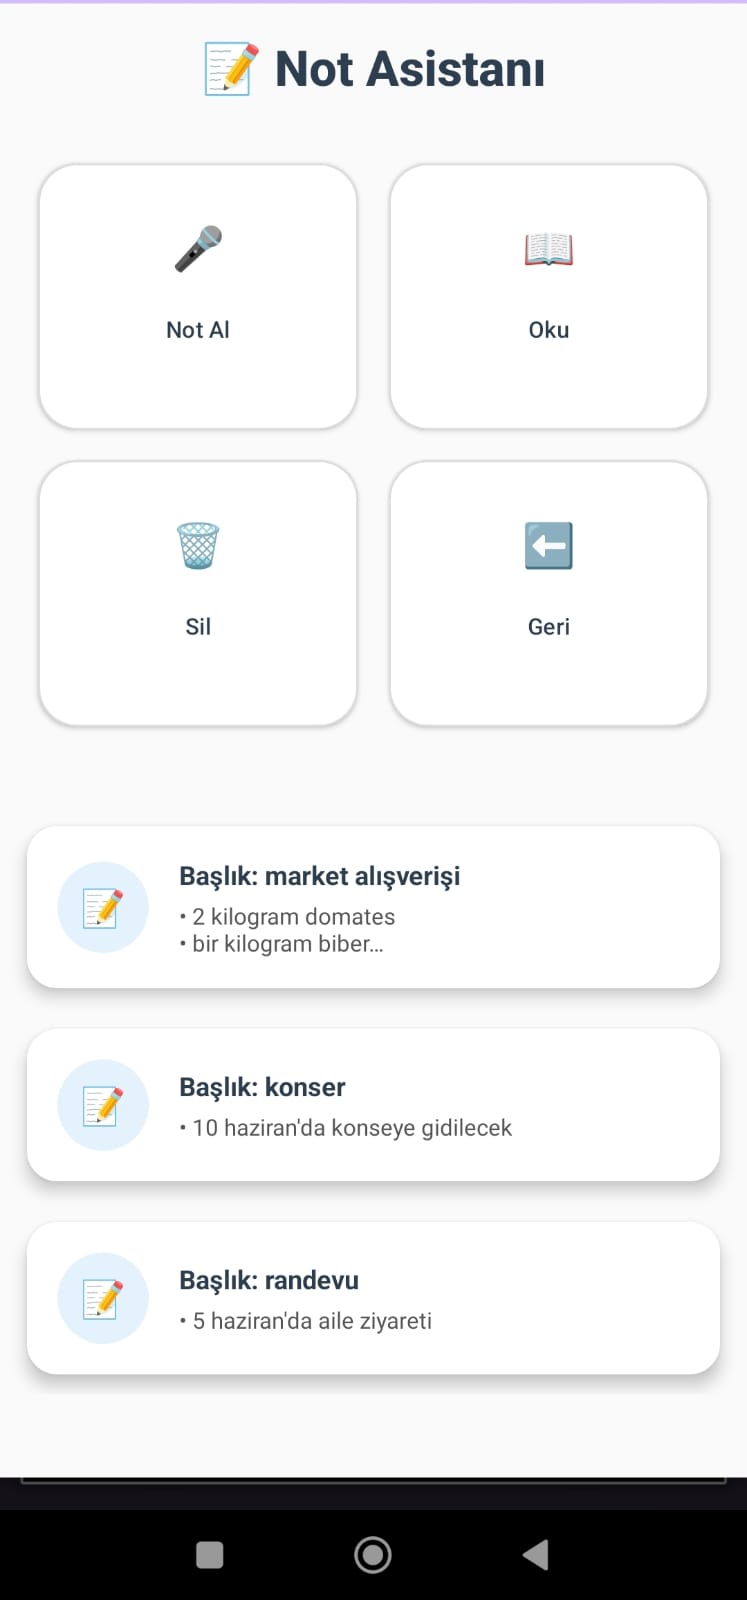 Not Asistanı
Not Al
Oku
Sil
Geri
Başlık: market alışverişi
• 2 kilogram domates
• bir kilogram biber...
Başlık: konser
• 10 haziran'da konseye gidilecek
Başlık: randevu
• 5 haziran'da aile ziyareti